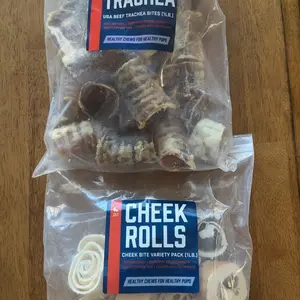 TRACHEA
USA BEEF TRACHEA BITES [1LB.]
HEALTHY CHEWS FOR HEALTHY PUPS
CHEEK
ROLLS
CHEEK BITE VARIETY PACK [1LB.]
HEALTHY CHEWS FOR HEALTHY PUPS